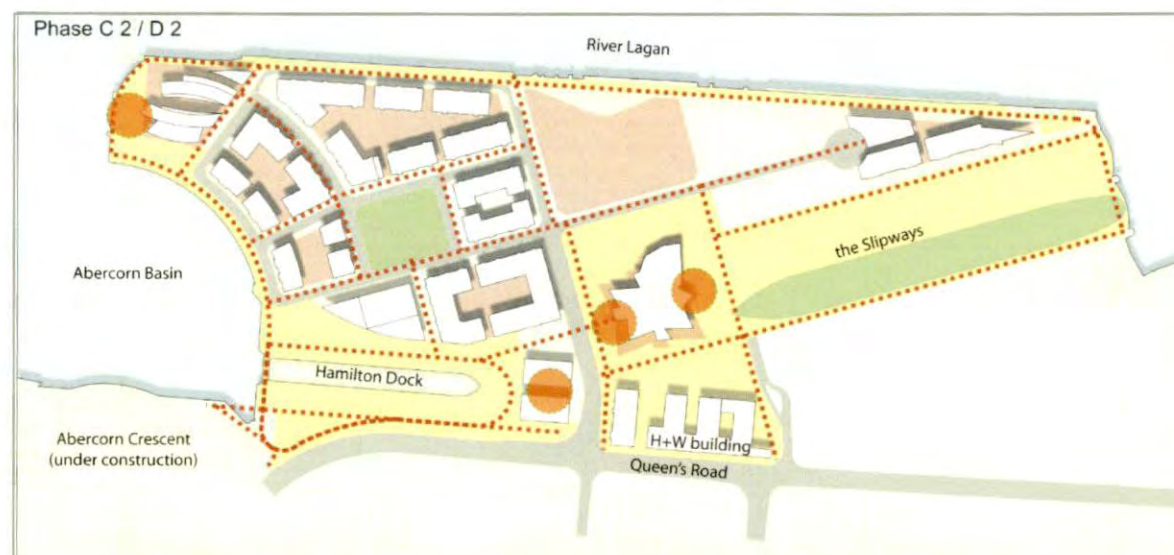 Phase C 2 / D 2
River Lagan
the Slipways
Abercorn Basin
Hamilton Dock
Abercorn Crescent
(under construction)
H+W building
Queen's Road